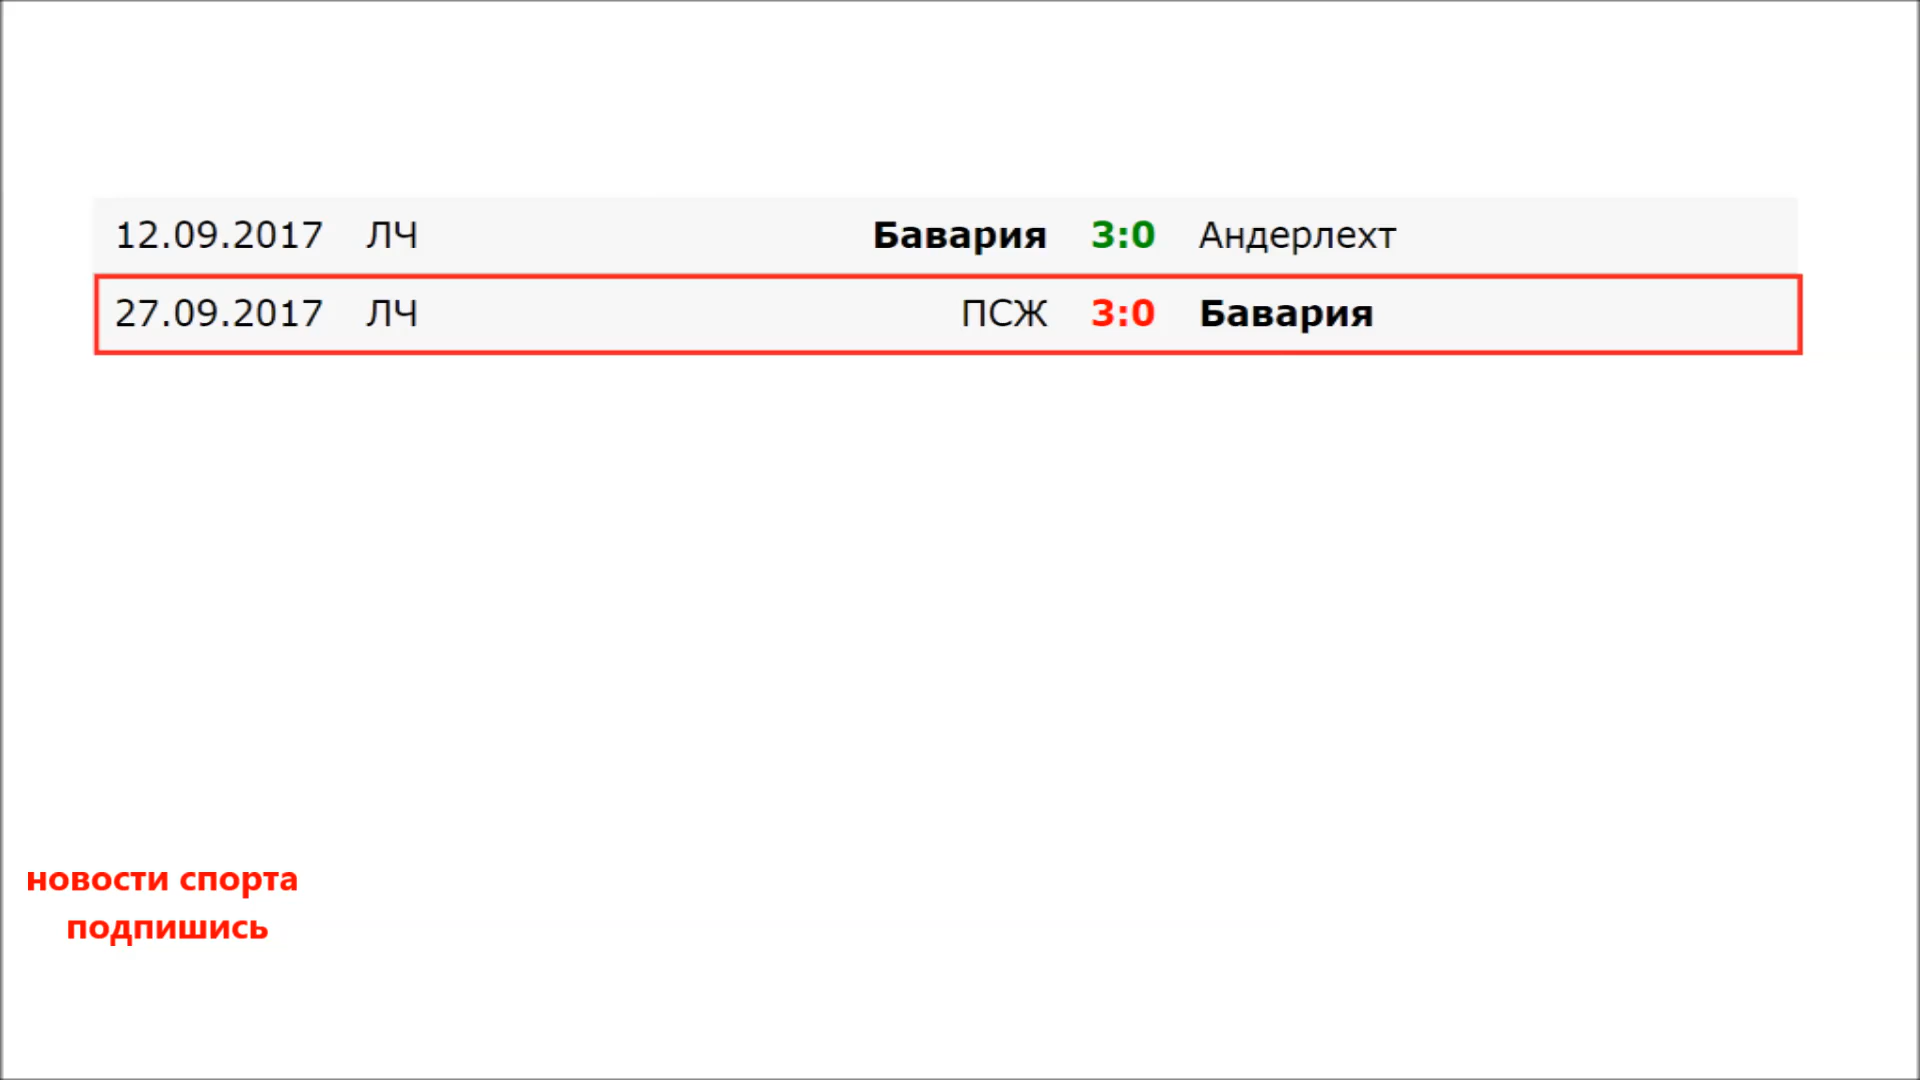 12.09.2017 ЛЧ Бавария 3:0 Андерлехт
27.09.2017 ЛЧ ПСЖ 3:0 Бавария
новости спорта
подпишись